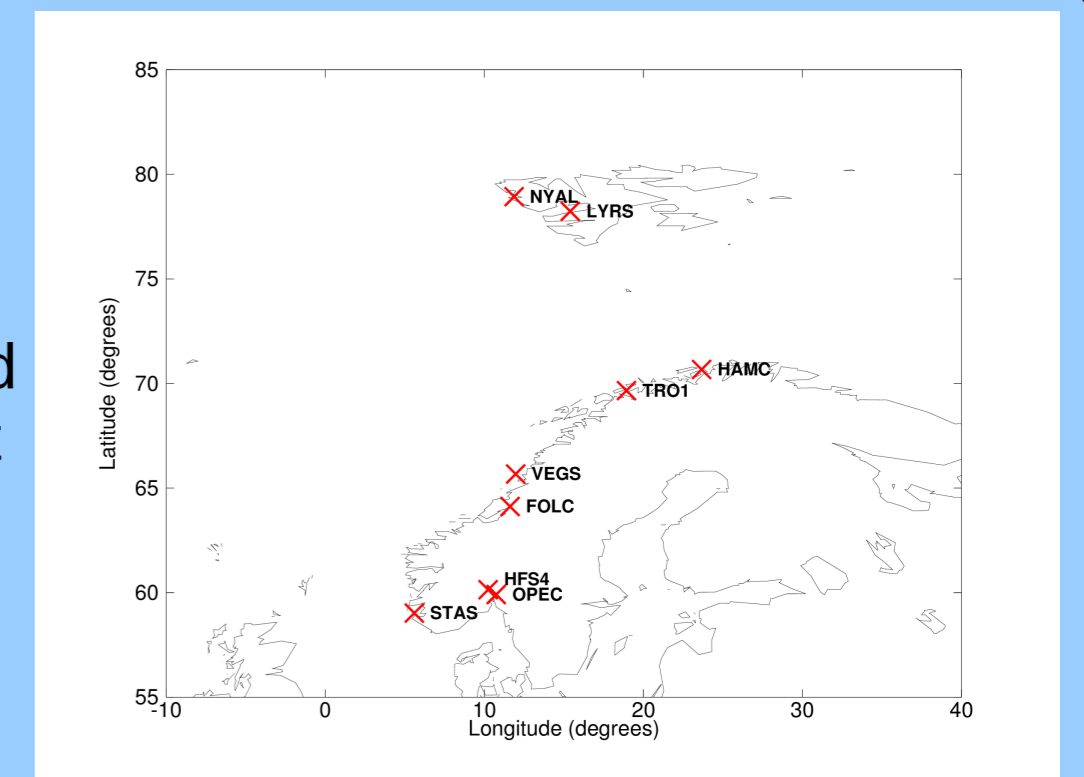 85
80
NYAL
LYRS
75
d
Latitude (degrees)
70
HAMC
TRO1
65
VEGS
FOLC
60
HFS4
OPEC
STAS
55
-10 0 10 20 30 40
Longitude (degrees)